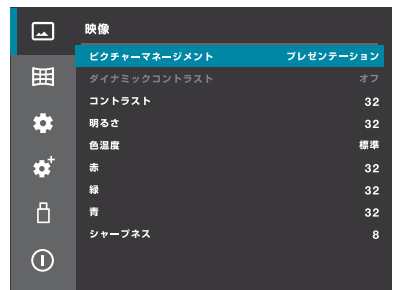 映像
ピクチャーマネージメント プレゼンテーション
ダイナミックコントラスト オフ
コントラスト 32
明るさ 32
色温度 標準
赤 32
緑 32
青 32
シャープネス 8